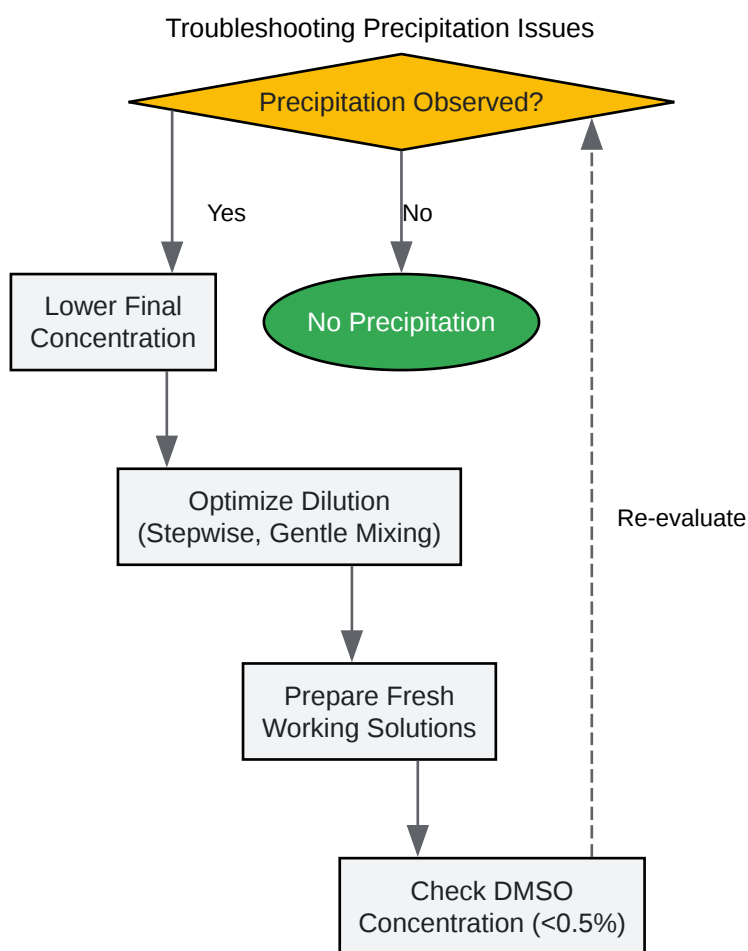 Troubleshooting Precipitation Issues
Precipitation Observed?
Yes
No
Lower Final
Concentration
No Precipitation
Optimize Dilution
(Stepwise, Gentle Mixing)
Re-evaluate
Prepare Fresh
Working Solutions
Check DMSO
Concentration (<0.5%)